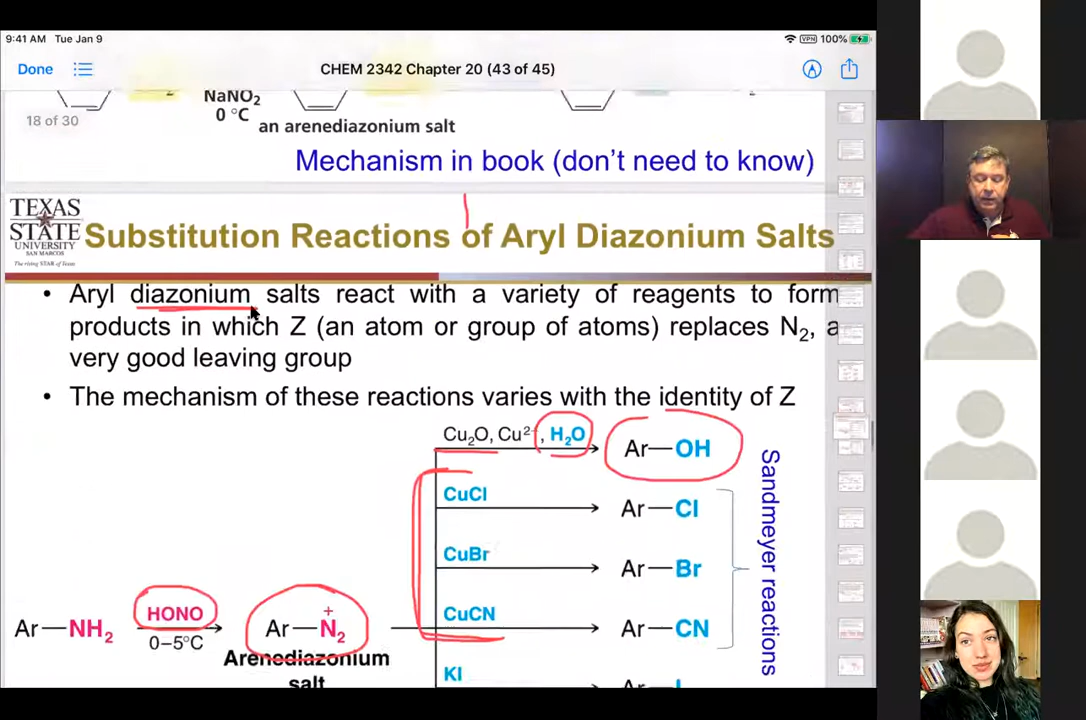 9:41 AM Tue Jan 9
VPN 100%
Done
CHEM 2342 Chapter 20 (43 of 45)
18 of 30
2
NaNO2
0 °C
an arenediazonium salt
2
Mechanism in book (don't need to know)
TEXAS
STATE
UNIVERSITY
SAN MARCOS
The rising STAR of Texas
Substitution Reactions of Aryl Diazonium Salts
• Aryl diazonium salts react with a variety of reagents to form
products in which Z (an atom or group of atoms) replaces N2, a
very good leaving group
• The mechanism of these reactions varies with the identity of Z
Cu2O, Cu2+, H2O
Ar—OH
CuCl
Ar—Cl
CuBr
Ar—Br
CuCN
Ar—CN
KI
Ar—I
Ar—NH2
HONO
0–5°C
Ar—N2
+
Arenediazonium
salt
Sandmeyer reactions